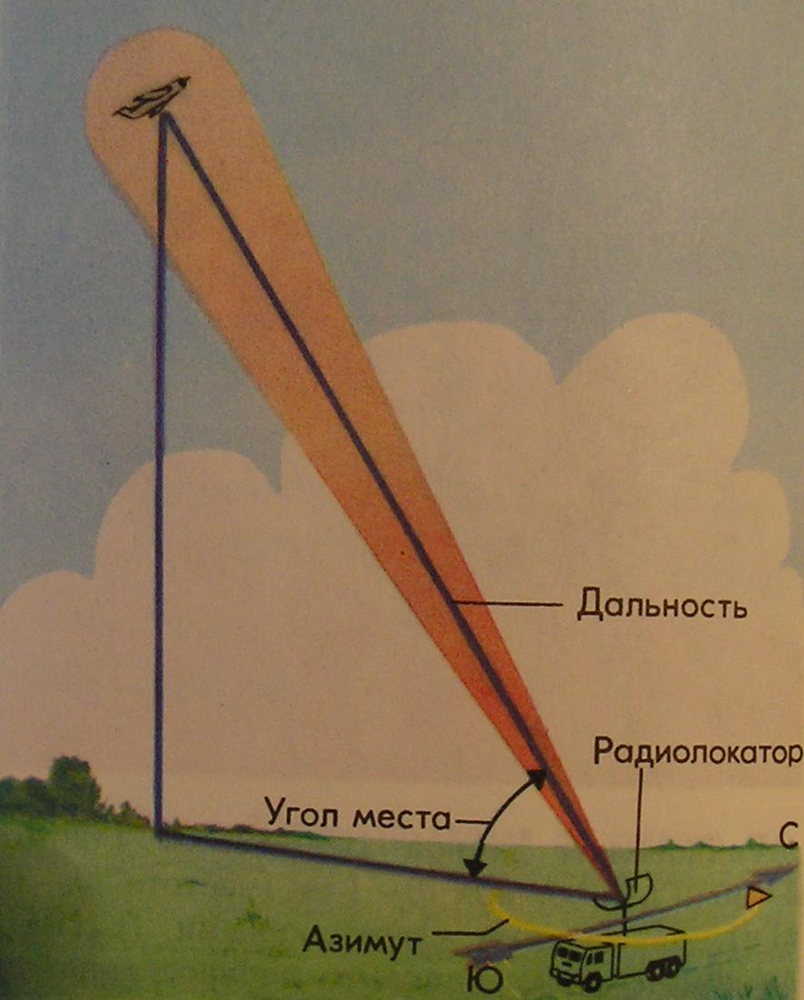 Дальность
Радиолокатор
Угол места
С
Азимут
Ю